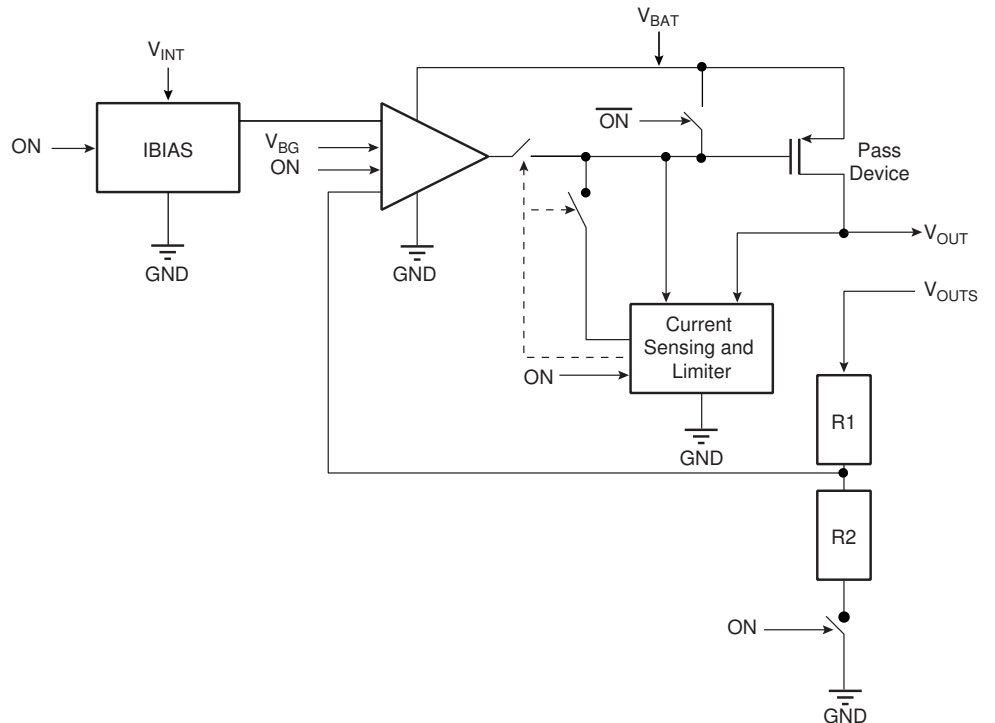 V_BAT
V_INT
ON
IBIAS
GND
V_BG
ON
GND
O̅N̅
Pass
Device
V_OUT
V_OUTS
Current
Sensing and
Limiter
ON
GND
R1
R2
ON
GND